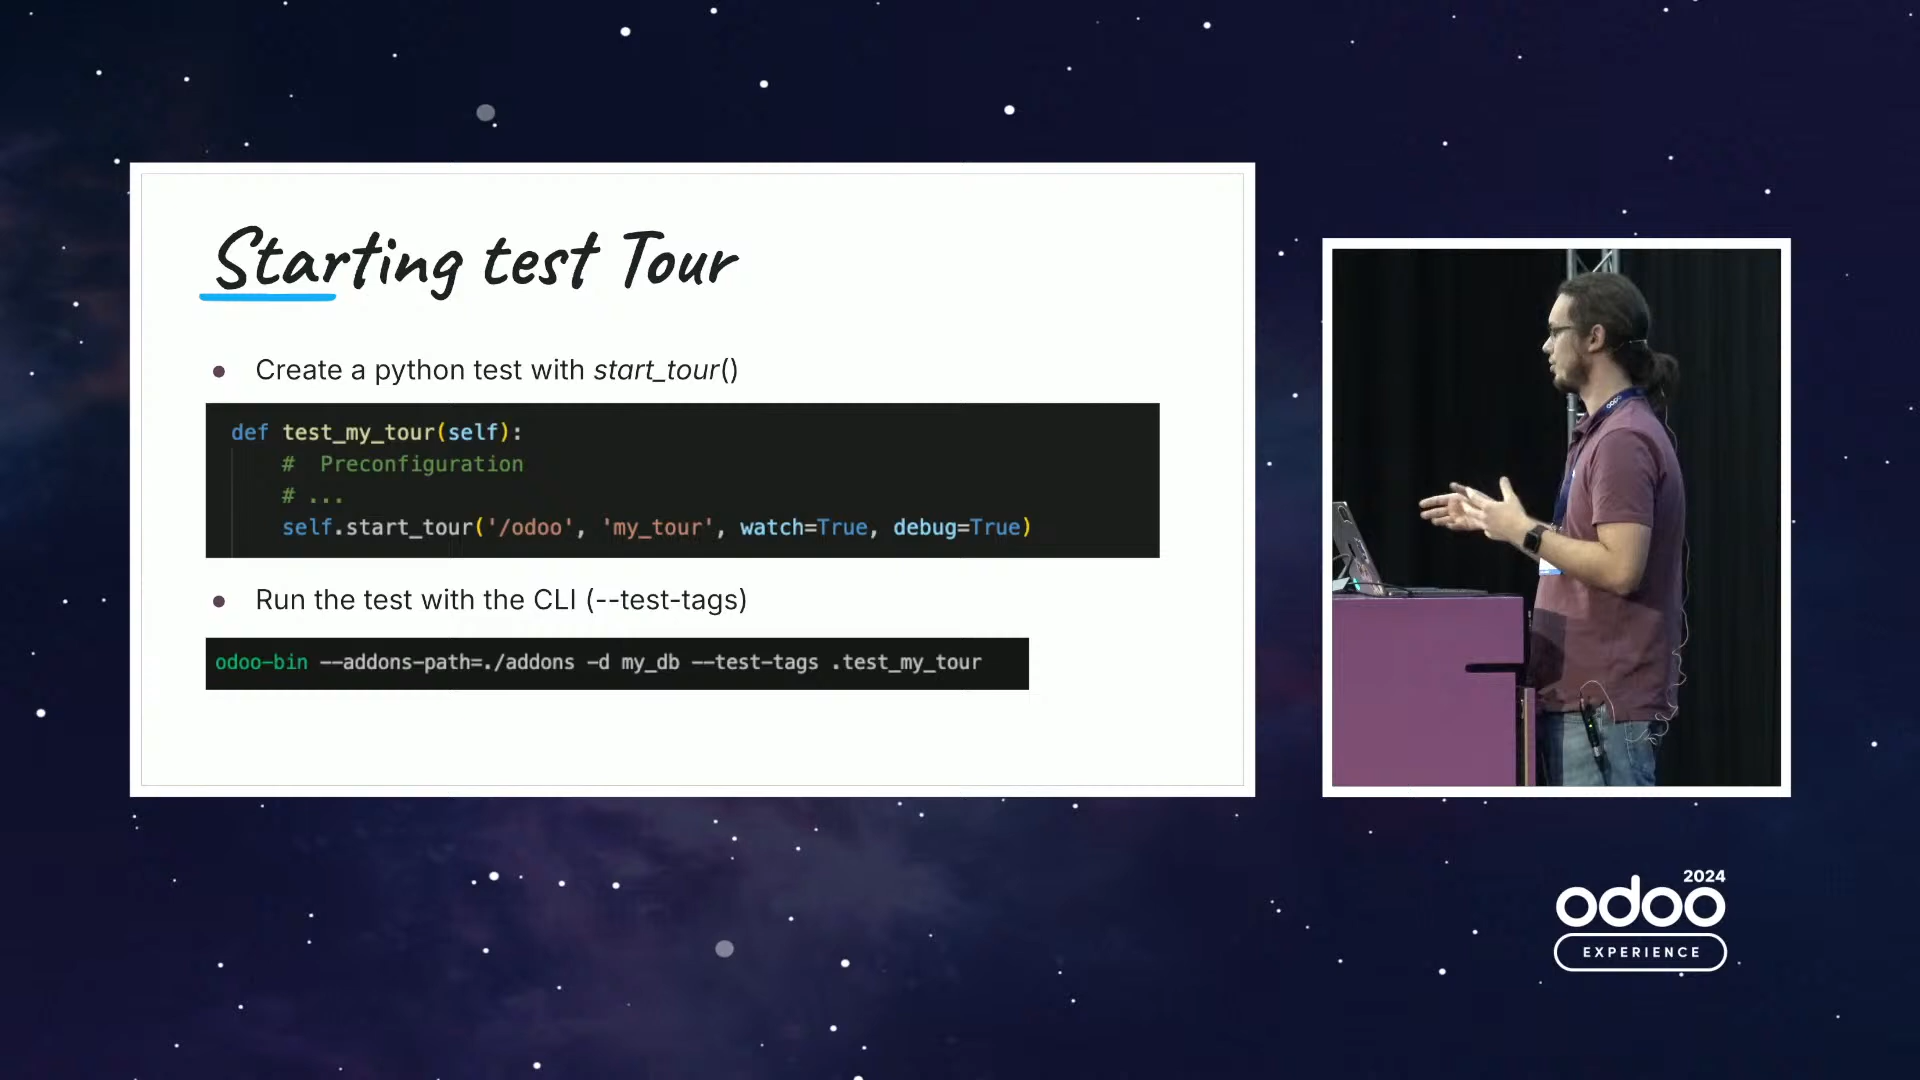 Starting test Tour
● Create a python test with start_tour()
def test_my_tour(self):
#  Preconfiguration
# ...
self.start_tour('/odoo', 'my_tour', watch=True, debug=True)
● Run the test with the CLI (--test-tags)
odoo-bin --addons-path=./addons -d my_db --test-tags .test_my_tour
2024
odoo
EXPERIENCE